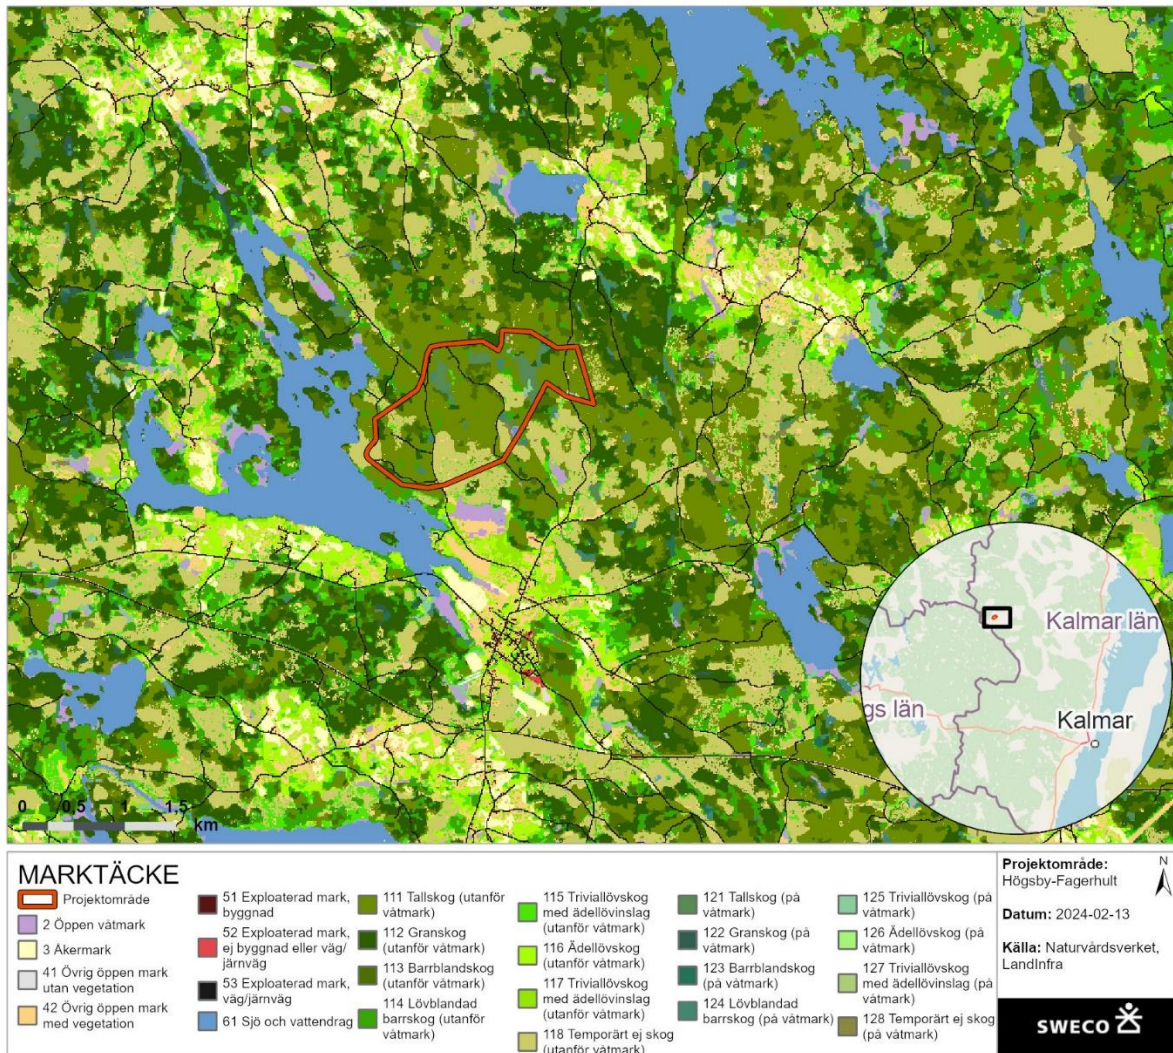 Kalmar län
gs län
Kalmar
0 0,5 1 1,5
km
MARKTÄCKE
Projektområde
2 Öppen våtmark
3 Åkermark
41 Övrig öppen mark
utan vegetation
42 Övrig öppen mark
med vegetation
51 Exploaterad mark,
byggnad
52 Exploaterad mark,
ej byggnad eller väg/
järnväg
53 Exploaterad mark,
väg/järnväg
61 Sjö och vattendrag
111 Tallskog (utanför
våtmark)
112 Granskog
(utanför våtmark)
113 Barrblandskog
(utanför våtmark)
114 Lövblandad
barrskog (utanför
våtmark)
115 Triviallövskog
med ädellövinslag
(utanför våtmark)
116 Ädellövskog
(utanför våtmark)
117 Triviallövskog
med ädellövinslag
(utanför våtmark)
118 Temporärt ej skog
(utanför våtmark)
121 Tallskog (på
våtmark)
122 Granskog (på
våtmark)
123 Barrblandskog
(på våtmark)
124 Lövblandad
barrskog (på våtmark)
125 Triviallövskog (på
våtmark)
126 Ädellövskog (på
våtmark)
127 Triviallövskog
med ädellövinslag (på
våtmark)
128 Temporärt ej skog
(på våtmark)
Projektområde:
Högsby-Fagerhult
N
Datum: 2024-02-13
Källa: Naturvårdsverket,
LandInfra
SWECO